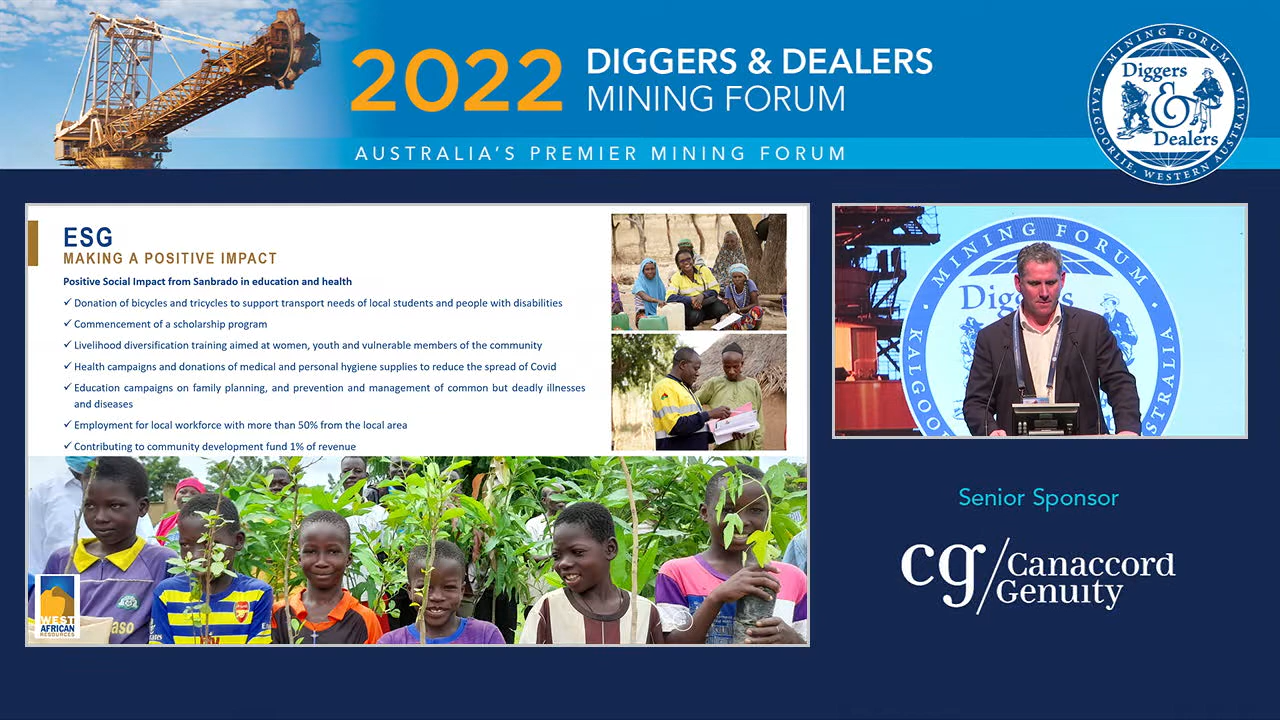 2022
DIGGERS & DEALERS
MINING FORUM
AUSTRALIA'S PREMIER MINING FORUM
MINING FORUM
Diggers
&
Dealers
KALGOORLIE, WESTERN AUSTRALIA
ESG
MAKING A POSITIVE IMPACT
Positive Social Impact from Sanbrado in education and health
✓ Donation of bicycles and tricycles to support transport needs of local students and people with disabilities
✓ Commencement of a scholarship program
✓ Livelihood diversification training aimed at women, youth and vulnerable members of the community
✓ Health campaigns and donations of medical and personal hygiene supplies to reduce the spread of Covid
✓ Education campaigns on family planning, and prevention and management of common but deadly illnesses
and diseases
✓ Employment for local workforce with more than 50% from the local area
✓ Contributing to community development fund 1% of revenue
WEST
AFRICAN
RESOURCES
MINING FORUM
Diggers
KALGOO
STRALIA
Senior Sponsor
cg/Canaccord
Genuity